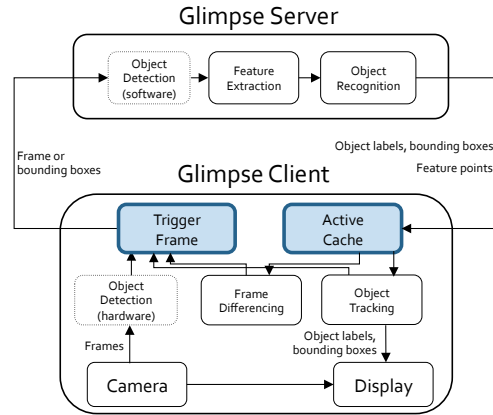 Glimpse Server
Object
Detection
(software)
Feature
Extraction
Object
Recognition
Frame or
bounding boxes
Object labels, bounding boxes
Feature points
Glimpse Client
Trigger
Frame
Active
Cache
Object
Detection
(hardware)
Frame
Differencing
Object
Tracking
Frames
Object labels,
bounding boxes
Camera
Display